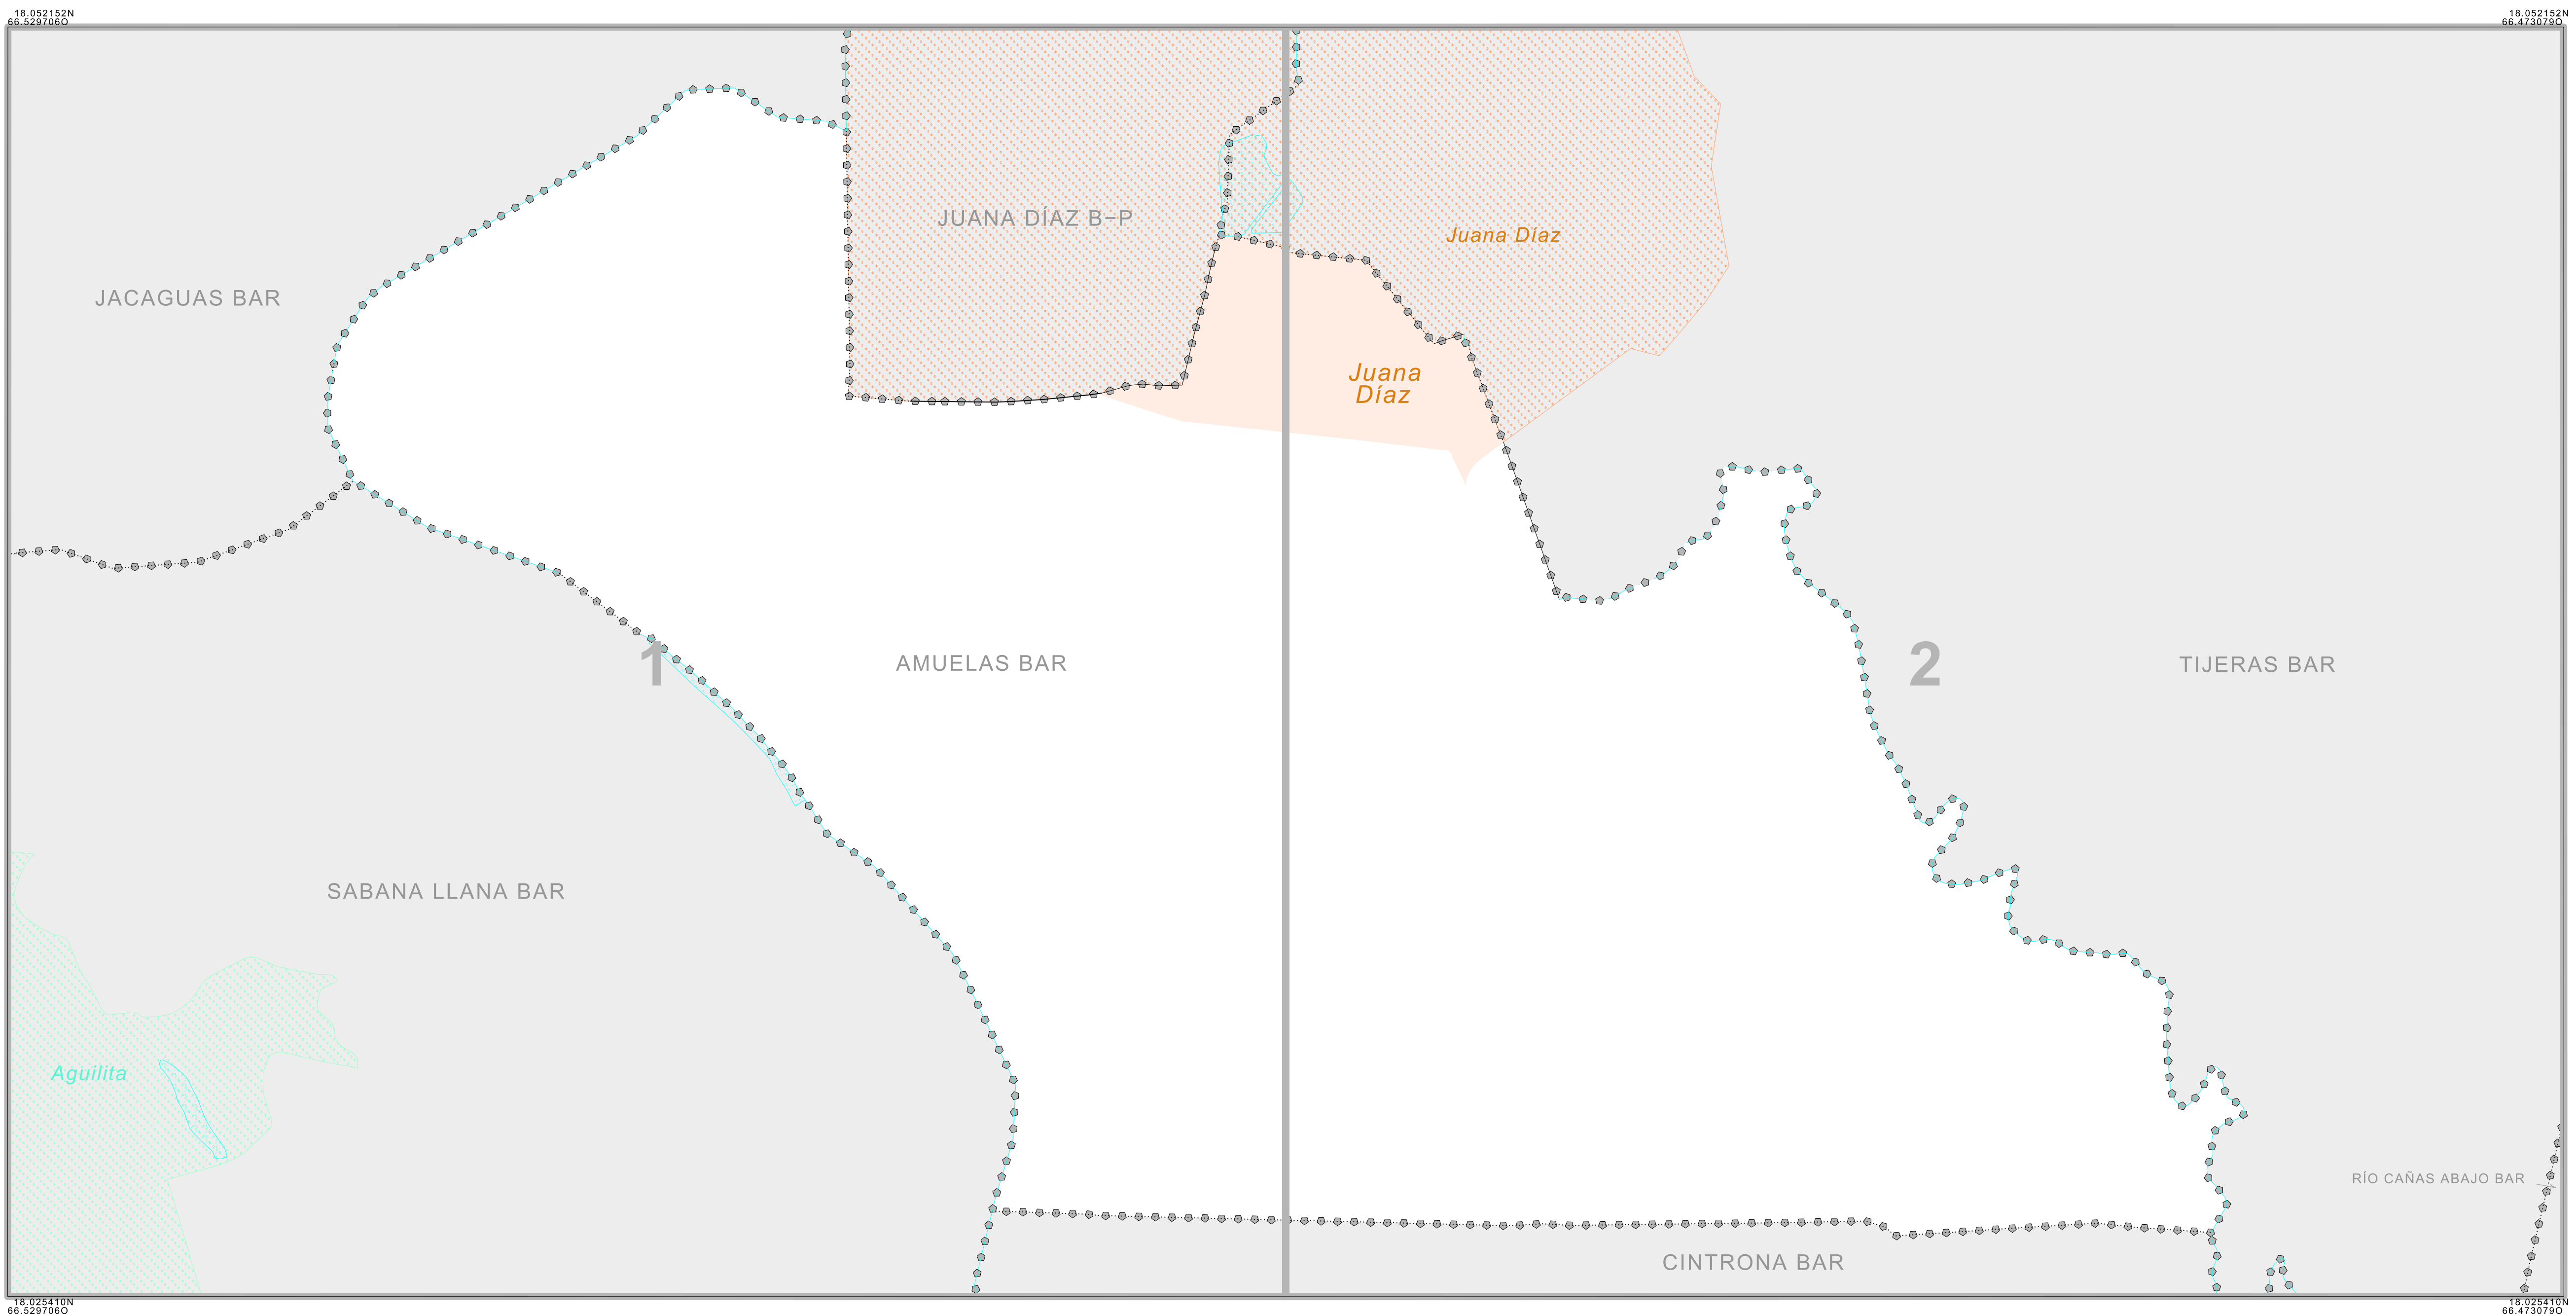 18.052152N
66.529706O
18.052152N
66.473079O
JUANA DÍAZ B-P
Juana Díaz
JACAGUAS BAR
Juana
Díaz
1
AMUELAS BAR
2
TIJERAS BAR
SABANA LLANA BAR
Aguilita
RÍO CAÑAS ABAJO BAR
CINTRONA BAR
18.025410N
66.529706O
18.025410N
66.473079O